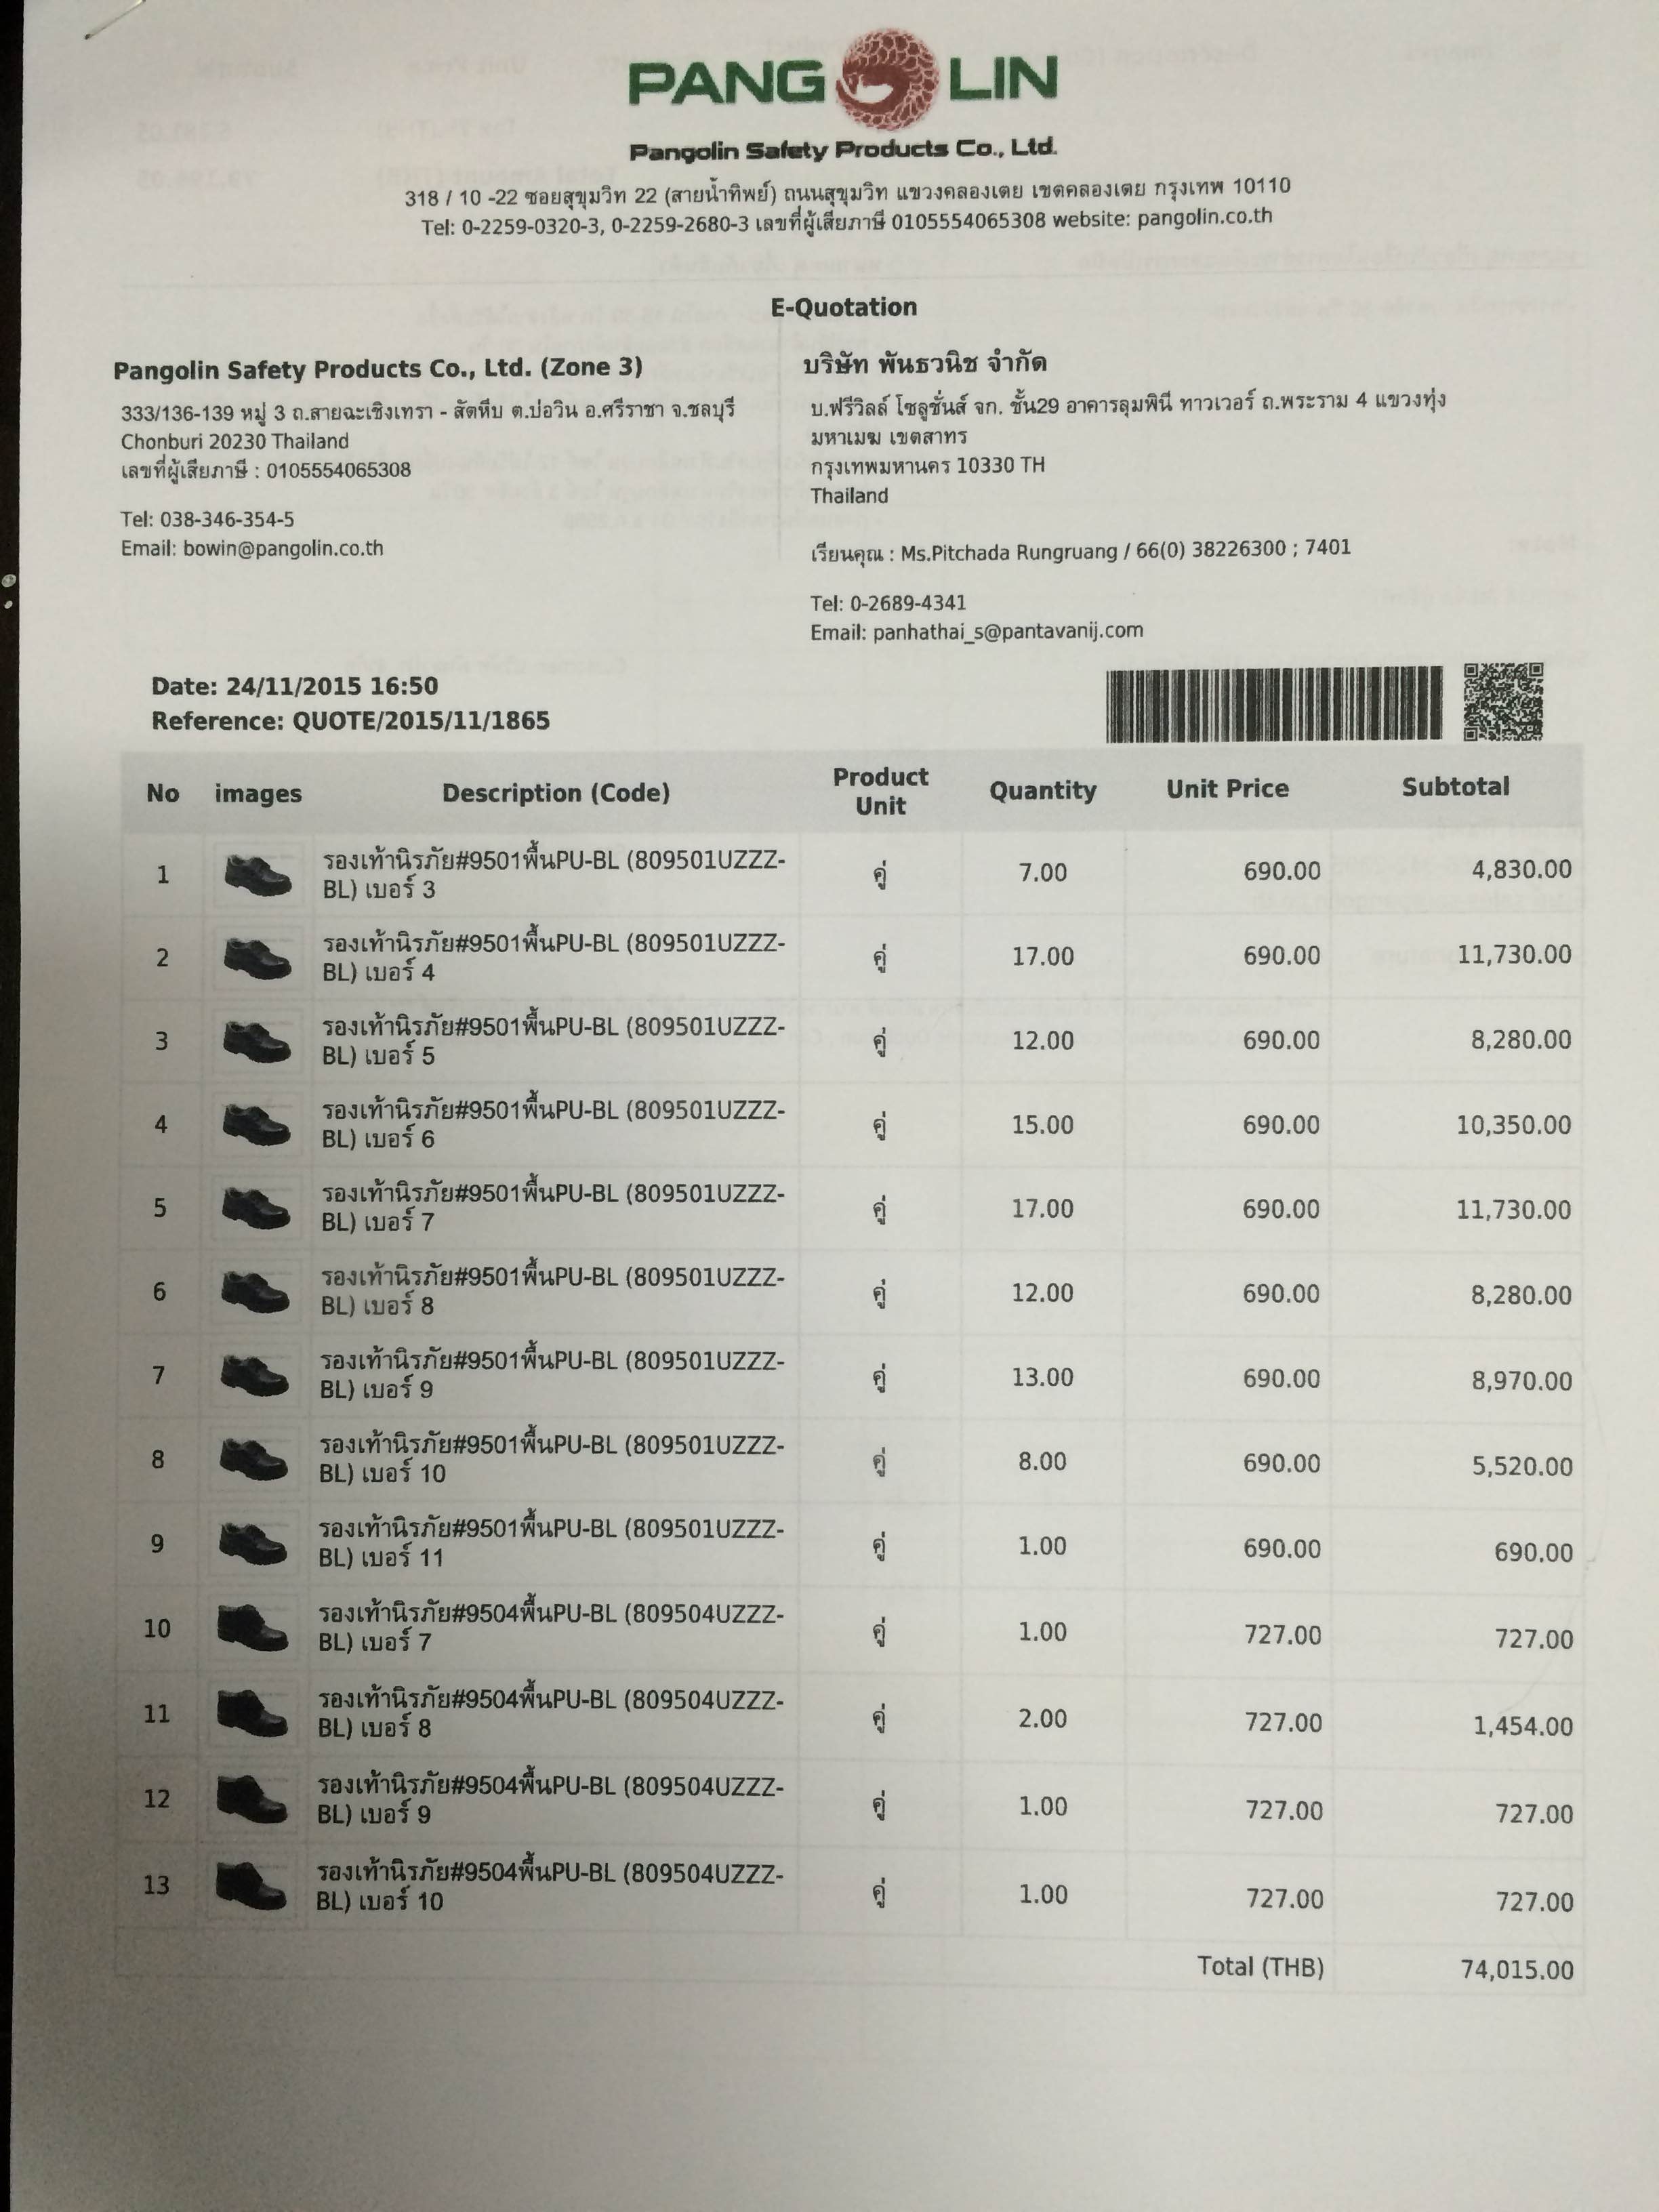 PANGOLIN
Pangolin Safety Products Co., Ltd.
318 / 10 -22 ซอยสุขุมวิท 22 (สายน้ำทิพย์) ถนนสุขุมวิท แขวงคลองเตย เขตคลองเตย กรุงเทพ 10110
Tel: 0-2259-0320-3, 0-2259-2680-3 เลขที่ผู้เสียภาษี 0105554065308 website: pangolin.co.th
E-Quotation
Pangolin Safety Products Co., Ltd. (Zone 3)
333/136-139 หมู่ 3 ถ.สายฉะเชิงเทรา - สัตหีบ ต.บ่อวิน อ.ศรีราชา จ.ชลบุรี
Chonburi 20230 Thailand
เลขที่ผู้เสียภาษี : 0105554065308
Tel: 038-346-354-5
Email: bowin@pangolin.co.th
บริษัท พันธวนิช จำกัด
บ.ฟรีวิลล์ โซลูชั่นส์ จก. ชั้น29 อาคารลุมพินี ทาวเวอร์ ถ.พระราม 4 แขวงทุ่ง
มหาเมฆ เขตสาทร
กรุงเทพมหานคร 10330 TH
Thailand
เรียนคุณ : Ms.Pitchada Rungruang / 66(0) 38226300 ; 7401
Tel: 0-2689-4341
Email: panhathai_s@pantavanij.com
Date: 24/11/2015 16:50
Reference: QUOTE/2015/11/1865
No images Description (Code) Product Unit Quantity Unit Price Subtotal
1 รองเท้านิรภัย#9501พื้นPU-BL (809501UZZZ- คู่ 7.00 690.00 4,830.00
BL) เบอร์ 3
2 รองเท้านิรภัย#9501พื้นPU-BL (809501UZZZ- คู่ 17.00 690.00 11,730.00
BL) เบอร์ 4
3 รองเท้านิรภัย#9501พื้นPU-BL (809501UZZZ- คู่ 12.00 690.00 8,280.00
BL) เบอร์ 5
4 รองเท้านิรภัย#9501พื้นPU-BL (809501UZZZ- คู่ 15.00 690.00 10,350.00
BL) เบอร์ 6
5 รองเท้านิรภัย#9501พื้นPU-BL (809501UZZZ- คู่ 17.00 690.00 11,730.00
BL) เบอร์ 7
6 รองเท้านิรภัย#9501พื้นPU-BL (809501UZZZ- คู่ 12.00 690.00 8,280.00
BL) เบอร์ 8
7 รองเท้านิรภัย#9501พื้นPU-BL (809501UZZZ- คู่ 13.00 690.00 8,970.00
BL) เบอร์ 9
8 รองเท้านิรภัย#9501พื้นPU-BL (809501UZZZ- คู่ 8.00 690.00 5,520.00
BL) เบอร์ 10
9 รองเท้านิรภัย#9501พื้นPU-BL (809501UZZZ- คู่ 1.00 690.00 690.00
BL) เบอร์ 11
10 รองเท้านิรภัย#9504พื้นPU-BL (809504UZZZ- คู่ 1.00 727.00 727.00
BL) เบอร์ 7
11 รองเท้านิรภัย#9504พื้นPU-BL (809504UZZZ- คู่ 2.00 727.00 1,454.00
BL) เบอร์ 8
12 รองเท้านิรภัย#9504พื้นPU-BL (809504UZZZ- คู่ 1.00 727.00 727.00
BL) เบอร์ 9
13 รองเท้านิรภัย#9504พื้นPU-BL (809504UZZZ- คู่ 1.00 727.00 727.00
BL) เบอร์ 10
Total (THB) 74,015.00